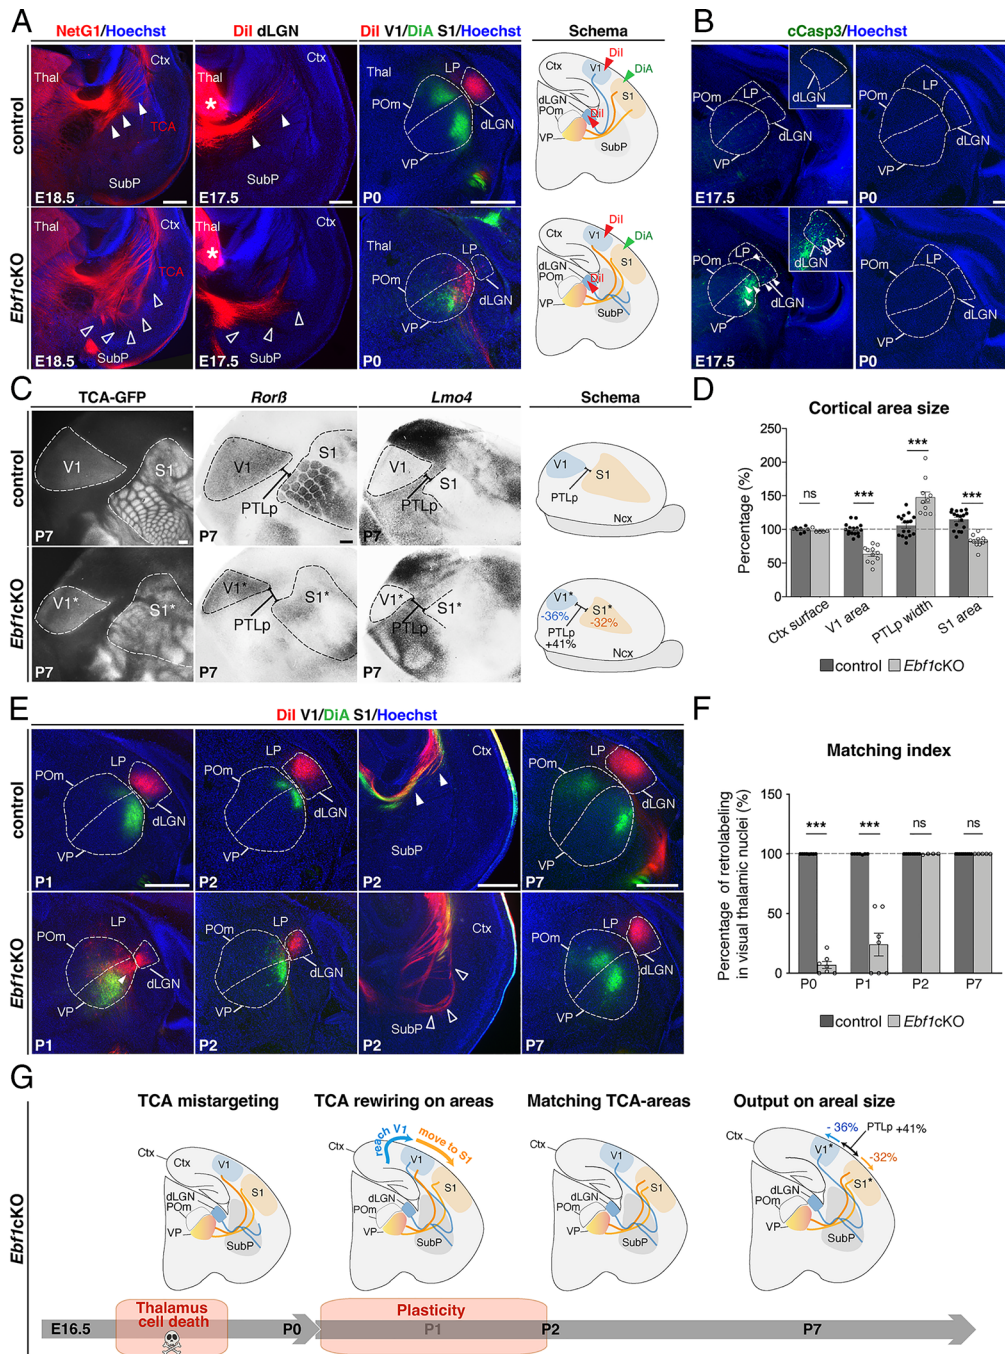 A
NetG1/Hoechst
DiI dLGN
DiI V1/DiA S1/Hoechst
Schema
control
Thal
Ctx
TCA
SubP
E18.5
Thal
Ctx
*
SubP
E17.5
Thal
LP
POm
dLGN
VP
P0
DiI
Ctx
V1
DiA
S1
dLGN
POm
DiI
VP
SubP
Ebf1cKO
Thal
Ctx
TCA
SubP
E18.5
Thal
Ctx
*
SubP
E17.5
Thal
LP
POm
dLGN
VP
P0
DiI
Ctx
V1
DiA
S1
dLGN
POm
DiI
VP
SubP
B
cCasp3/Hoechst
dLGN
LP
POm
dLGN
VP
E17.5
LP
POm
dLGN
VP
P0
dLGN
LP
POm
dLGN
VP
E17.5
LP
POm
dLGN
VP
P0
C
TCA-GFP
Rorß
Lmo4
Schema
control
V1
S1
P7
V1
S1
PTLp
P7
V1
S1
PTLp
P7
V1
S1
PTLp
Ncx
Ebf1cKO
V1*
S1*
P7
V1*
S1*
PTLp
P7
V1*
S1*
PTLp
P7
V1*
-36%
S1*
-32%
PTLp
+41%
Ncx
D
Cortical area size
Percentage (%)
250
200
150
100
50
0
ns
***
***
***
Ctx surface
V1 area
PTLp width
S1 area
control
Ebf1cKO
E
DiI V1/DiA S1/Hoechst
control
LP
POm
dLGN
VP
P1
LP
POm
dLGN
VP
P2
Ctx
SubP
P2
LP
POm
dLGN
VP
P7
Ebf1cKO
LP
POm
dLGN
VP
P1
LP
POm
dLGN
VP
P2
Ctx
SubP
P2
LP
POm
dLGN
VP
P7
F
Matching index
Percentage of retrolabeling
in visual thalamic nuclei (%)
150
100
50
0
***
***
ns
ns
P0
P1
P2
P7
control
Ebf1cKO
G
Ebf1cKO
TCA mistargeting
TCA rewiring on areas
Matching TCA-areas
Output on areal size
Ctx
V1
S1
dLGN
POm
VP
SubP
reach V1
move to S1
Ctx
V1
S1
dLGN
POm
VP
SubP
Ctx
V1
S1
dLGN
POm
VP
SubP
- 36%
PTLp +41%
-32%
Ctx
V1*
S1*
dLGN
POm
VP
SubP
Thalamus
cell death
Plasticity
E16.5
P0
P1
P2
P7